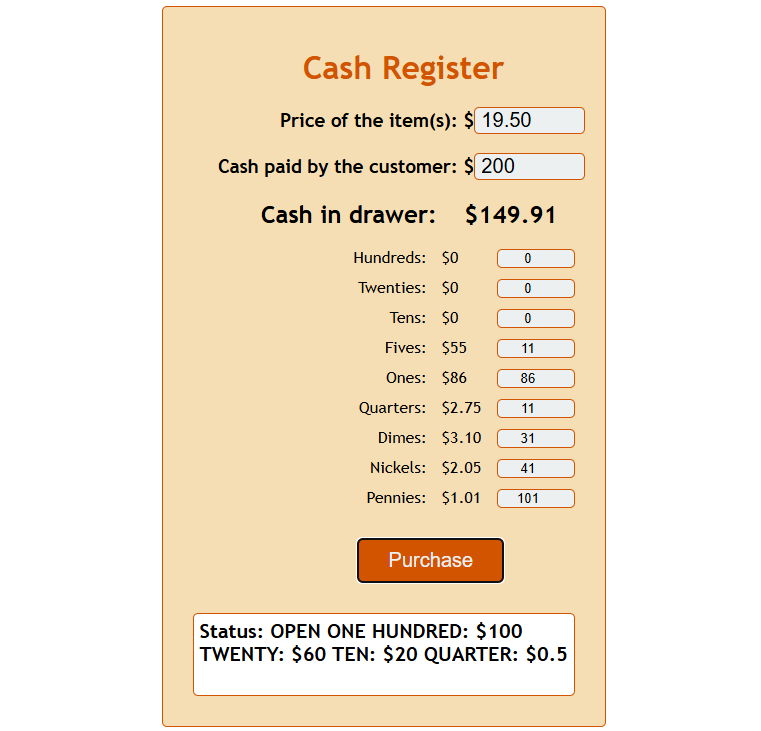 Cash Register
Price of the item(s): $ 19.50
Cash paid by the customer: $ 200
Cash in drawer: $149.91
Hundreds: $0 0
Twenties: $0 0
Tens: $0 0
Fives: $55 11
Ones: $86 86
Quarters: $2.75 11
Dimes: $3.10 31
Nickels: $2.05 41
Pennies: $1.01 101
Purchase
Status: OPEN ONE HUNDRED: $100
TWENTY: $60 TEN: $20 QUARTER: $0.5